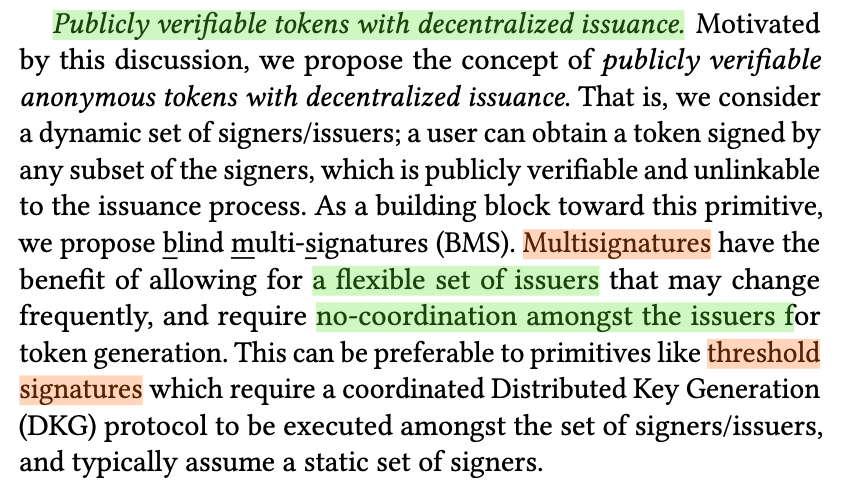 Publicly verifiable tokens with decentralized issuance. Motivated
by this discussion, we propose the concept of publicly verifiable
anonymous tokens with decentralized issuance. That is, we consider
a dynamic set of signers/issuers; a user can obtain a token signed by
any subset of the signers, which is publicly verifiable and unlinkable
to the issuance process. As a building block toward this primitive,
we propose blind multi-signatures (BMS). Multisignatures have the
benefit of allowing for a flexible set of issuers that may change
frequently, and require no-coordination amongst the issuers for
token generation. This can be preferable to primitives like threshold
signatures which require a coordinated Distributed Key Generation
(DKG) protocol to be executed amongst the set of signers/issuers,
and typically assume a static set of signers.